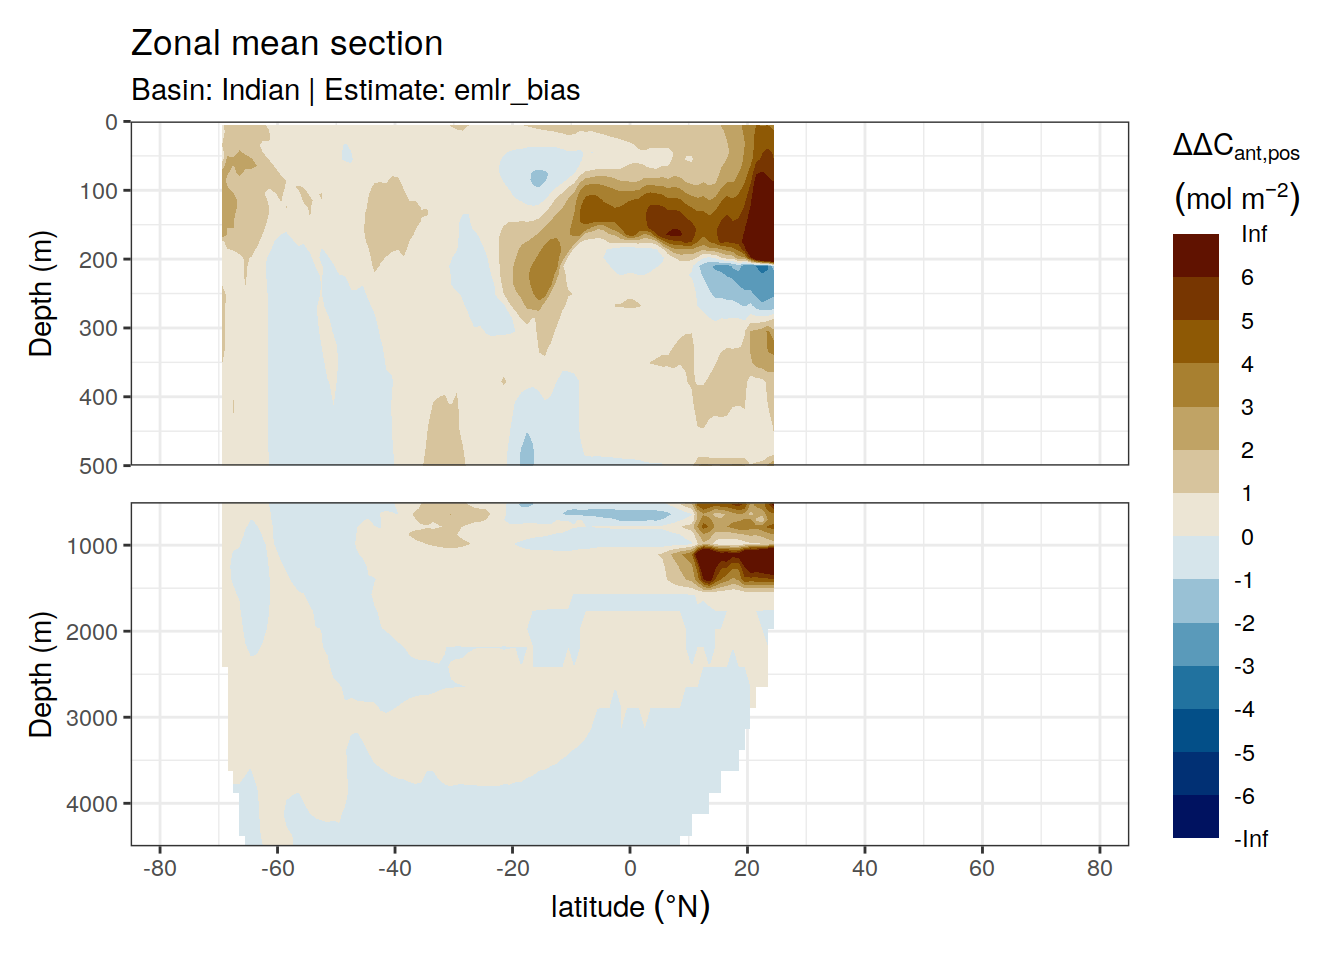 Zonal mean section
Basin: Indian | Estimate: emlr_bias
Depth (m)
0
100
200
300
400
500
Depth (m)
1000
2000
3000
4000
-80 -60 -40 -20 0 20 40 60 80
latitude (°N)
ΔΔCant,pos
(mol m−2)
Inf
6
5
4
3
2
1
0
-1
-2
-3
-4
-5
-6
-Inf